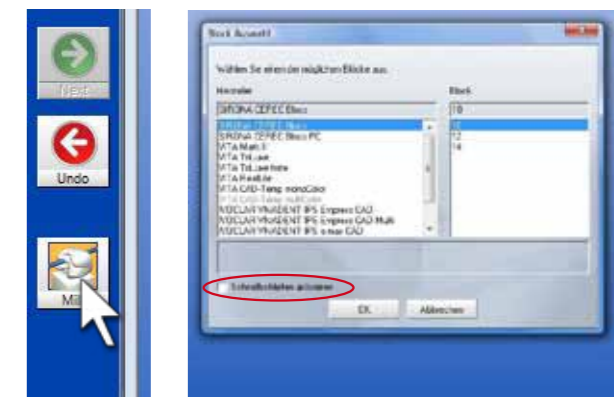 Next
Undo
Mill
Block Auswahl
Wählen Sie einen der möglichen Blöcke aus.
Hersteller
Block
SIRONA CEREC Blocs
10
SIRONA CEREC Blocs
SIRONA CEREC Blocs PC
12
VITA Mark II
14
VITA TriLuxe
VITA TriLuxe forte
VITA RealLife
VITA CAD-Temp monoColor
VITA CAD-Temp multiColor
IVOCLAR VIVADENT IPS Empress CAD
IVOCLAR VIVADENT IPS Empress CAD Multi
IVOCLAR VIVADENT IPS e.max CAD
Schnellschleifen aktivieren
OK
Abbrechen